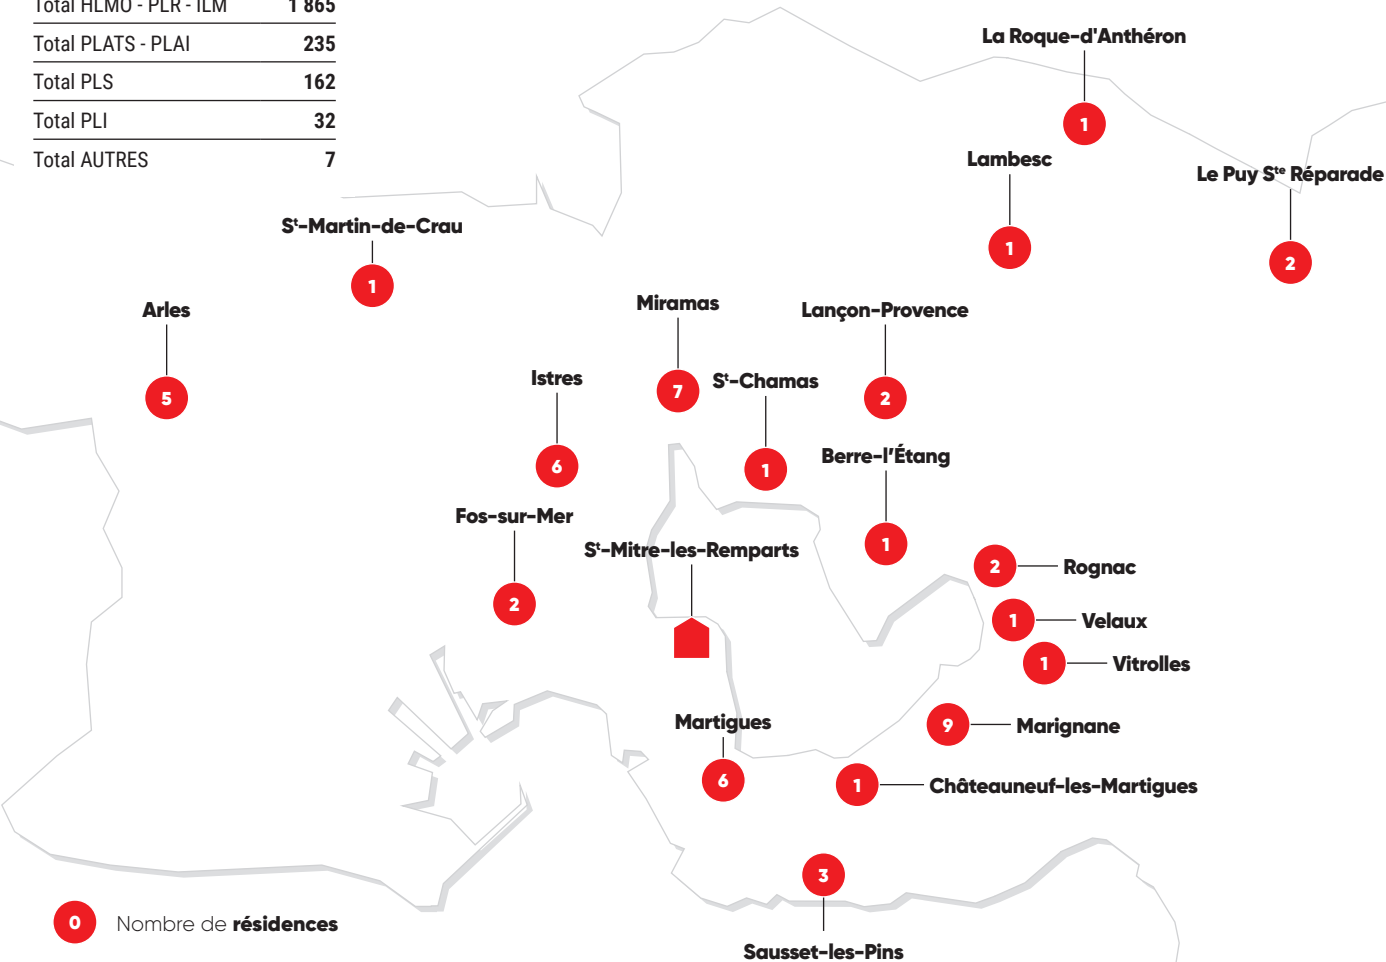 Total HLMO - PLR - ILM 1 865
Total PLATS - PLAI 235
Total PLS 162
Total PLI 32
Total AUTRES 7
La Roque-d'Anthéron
1
Lambesc
1
Le Puy Ste Réparade
2
St-Martin-de-Crau
1
Arles
5
Miramas
7
Lançon-Provence
2
Istres
6
St-Chamas
1
Berre-l'Étang
1
Fos-sur-Mer
2
St-Mitre-les-Remparts
2 Rognac
1 Velaux
1 Vitrolles
9 Marignane
Martigues
6
1 Châteauneuf-les-Martigues
3
Sausset-les-Pins
0 Nombre de résidences